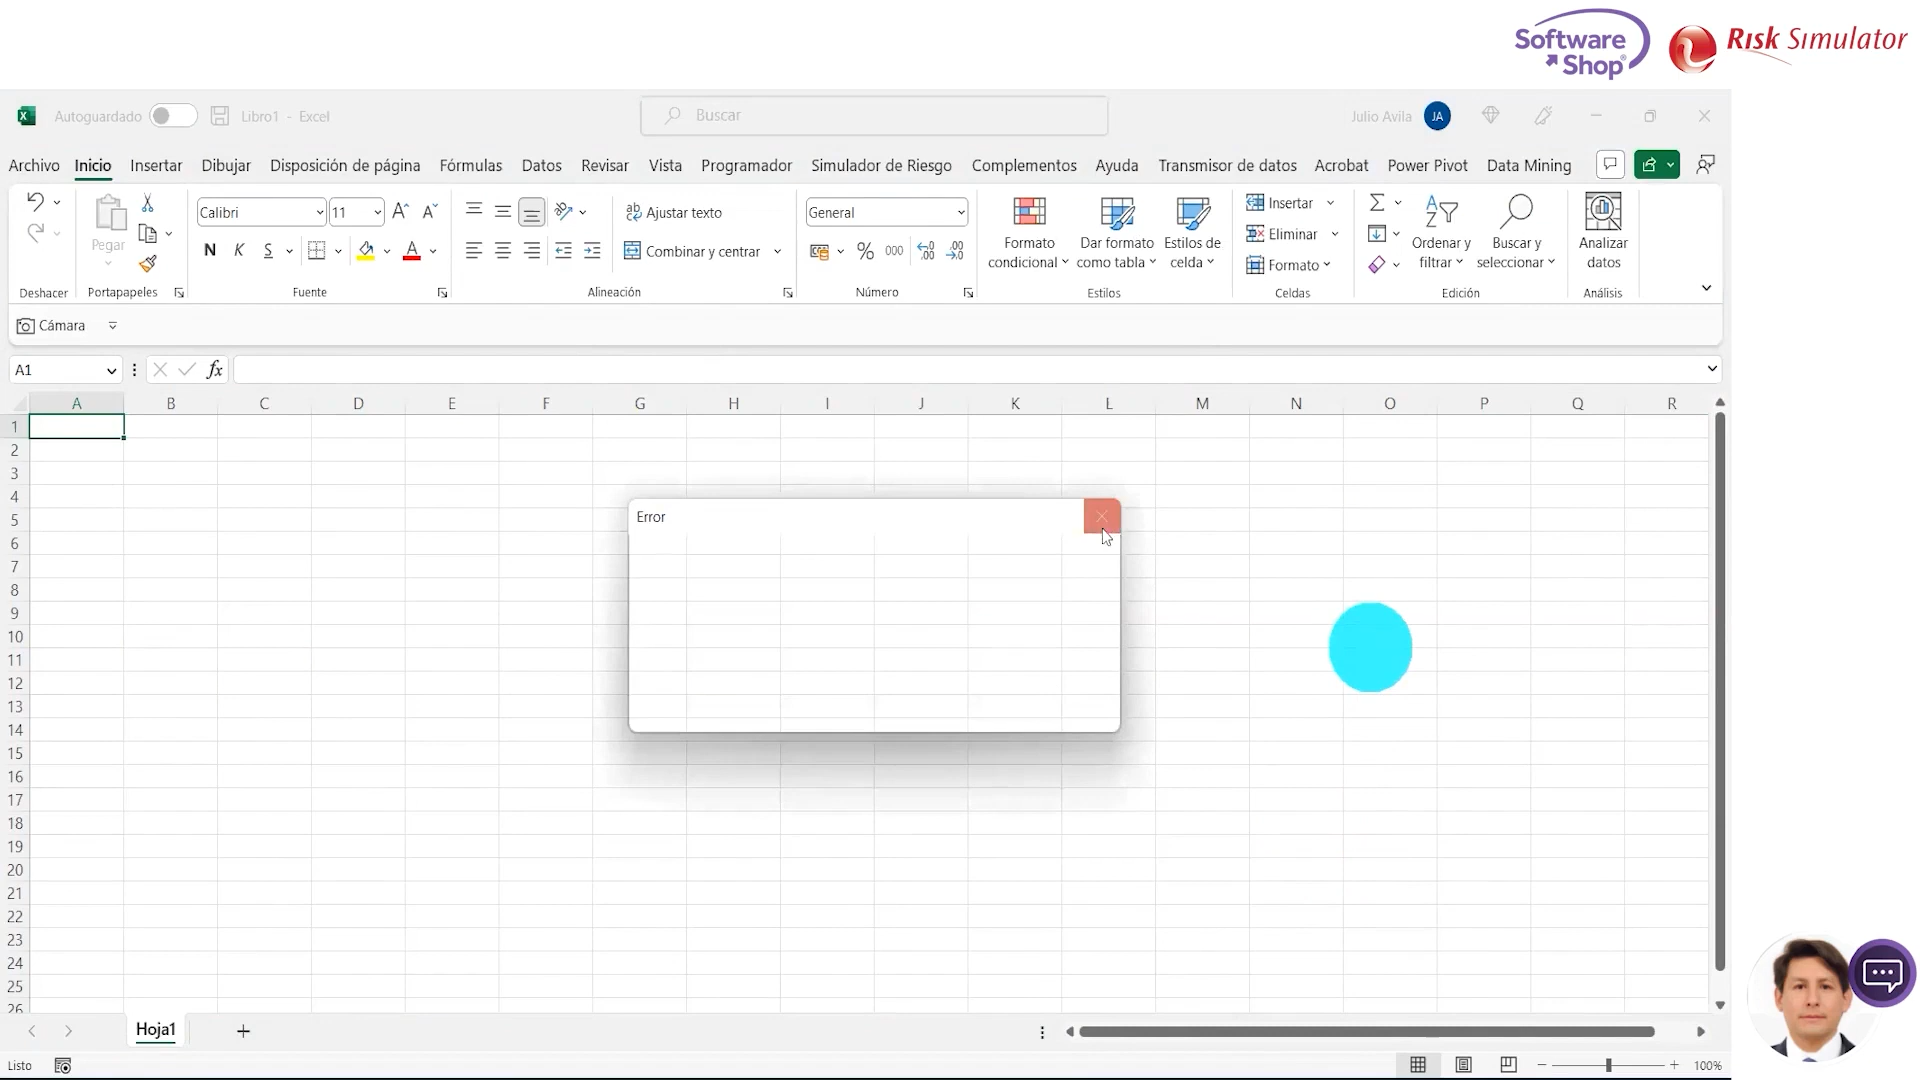 Software
Shop
Risk Simulator
Autoguardado
Libro1 - Excel
Buscar
Julio Avila
JA
Archivo Inicio Insertar Dibujar Disposición de página Fórmulas Datos Revisar Vista Programador Simulador de Riesgo Complementos Ayuda Transmisor de datos Acrobat Power Pivot Data Mining
Pegar
Calibri
11
N K S
Ajustar texto
Combinar y centrar
General
% 000
Formato
condicional
Dar formato
como tabla
Estilos de
celda
Insertar
Eliminar
Formato
Ordenar y
filtrar
Buscar y
seleccionar
Analizar
datos
Deshacer Portapapeles Fuente Alineación Número Estilos Celdas Edición Análisis
Cámara
A1
fx
A B C D E F G H I J K L M N O P Q R
1
2
3
4
5
6
7
8
9
10
11
12
13
14
15
16
17
18
19
20
21
22
23
24
25
26
Error
Hoja1
Listo
100%